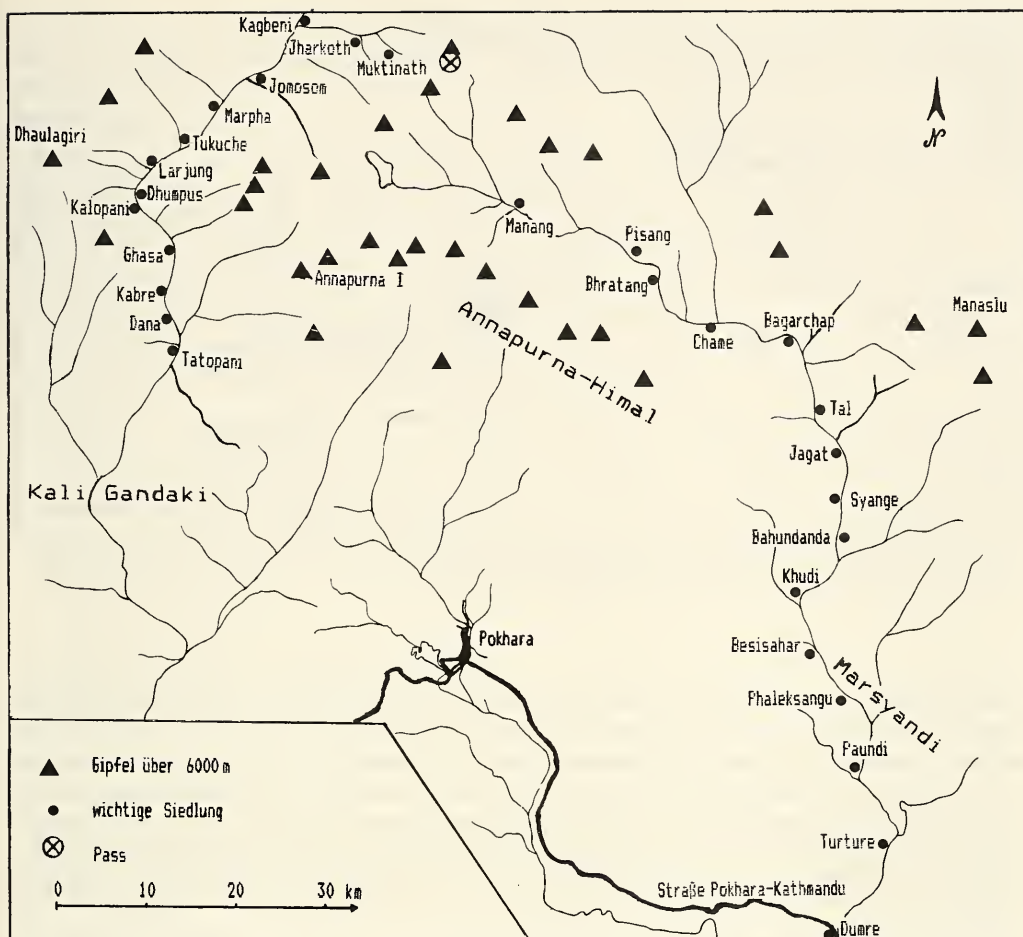 Kagbeni
Jharkoth
Muktinath
Jomosom
Marpha
Dhaulagiri
Tukuche
Larjung
Dhumpus
Kalopani
Ghasa
Kabre
Dana
Tatopani
Annapurna I
Annapurna-Himal
Manang
Pisang
Bhratang
Chame
Bagarchap
Manaslu
N
Tal
Jagat
Syange
Bahundanda
Khudi
Besisahar
Marsyandi
Phaleksangu
Paundi
Turture
Dumre
Kali Gandaki
Pokhara
Straße Pokhara-Kathmandu
Gipfel über 6000 m
wichtige Siedlung
Pass
0 10 20 30 km